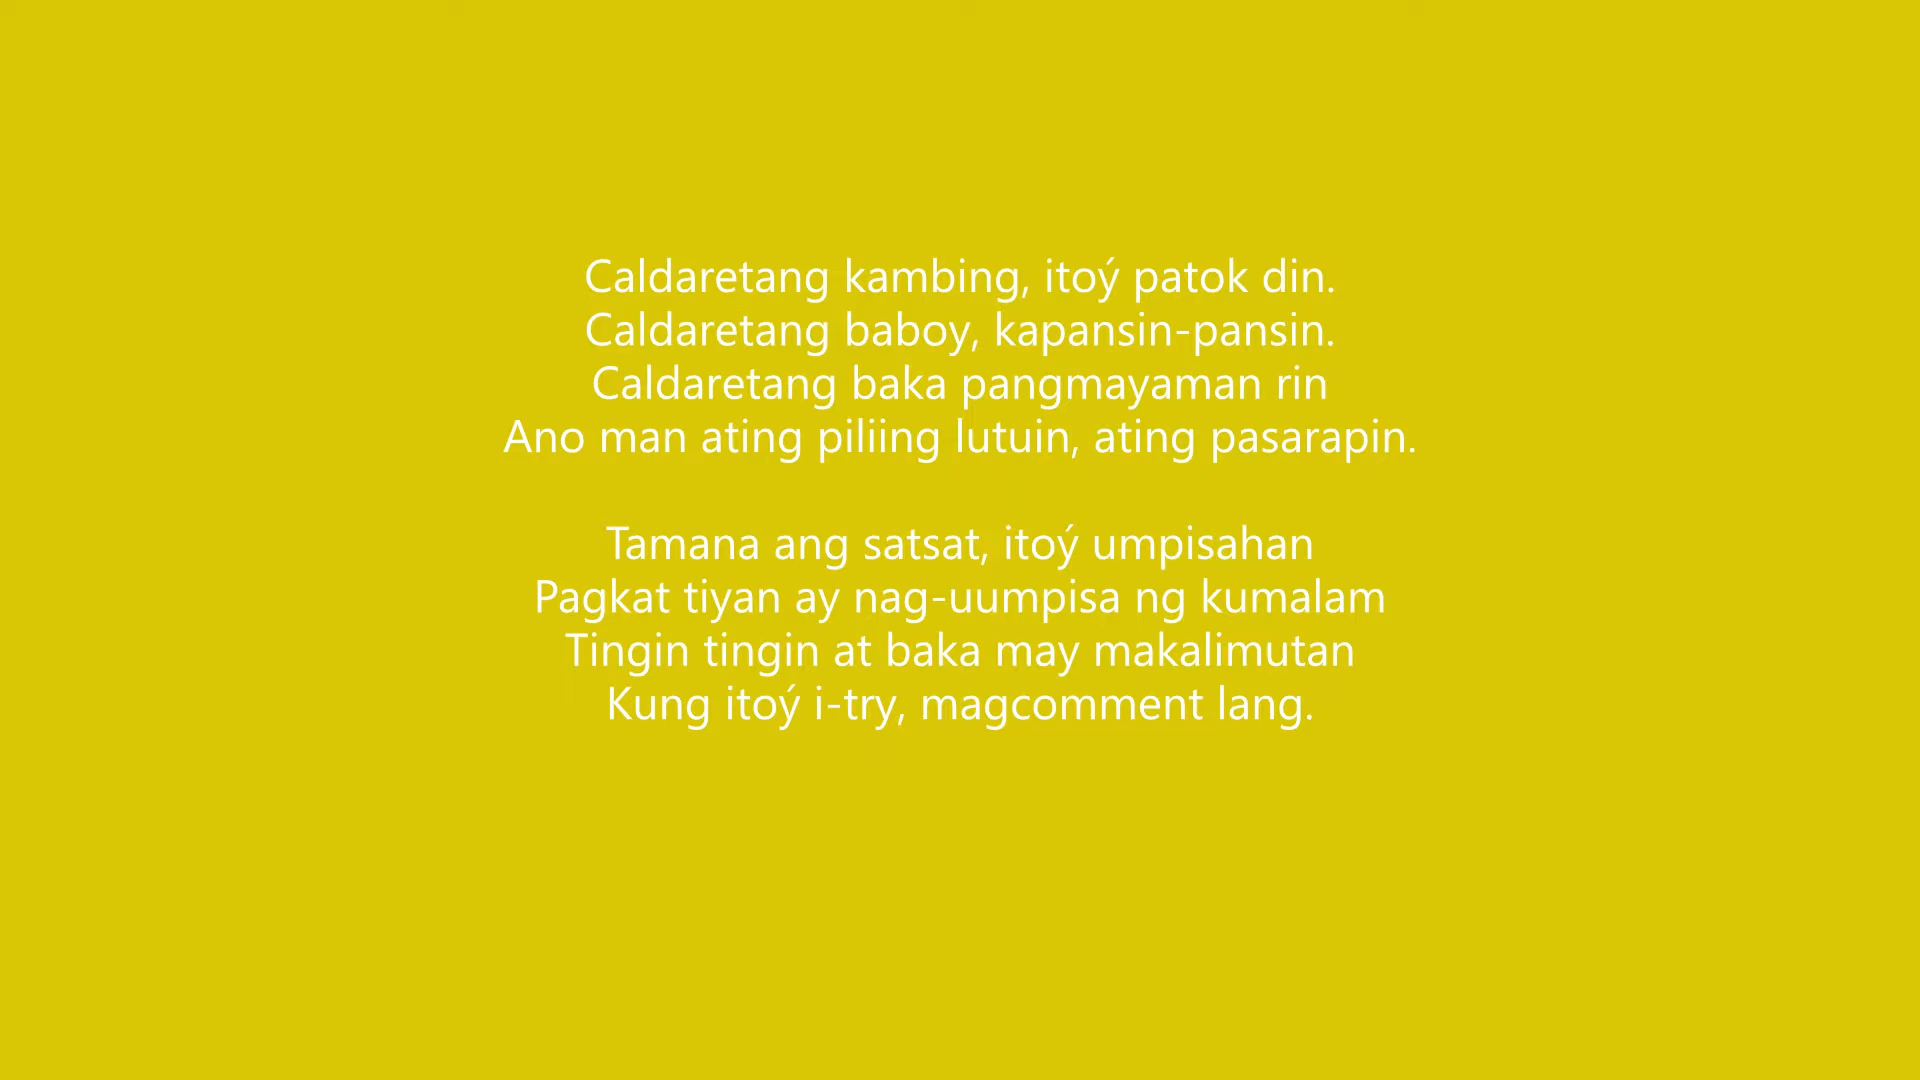 Caldaretang kambing, itoý patok din.
Caldaretang baboy, kapansin-pansin.
Caldaretang baka pangmayaman rin
Ano man ating piliing lutuin, ating pasarapin.
Tamana ang satsat, itoý umpisahan
Pagkat tiyan ay nag-uumpisa ng kumalam
Tingin tingin at baka may makalimutan
Kung itoý i-try, magcomment lang.